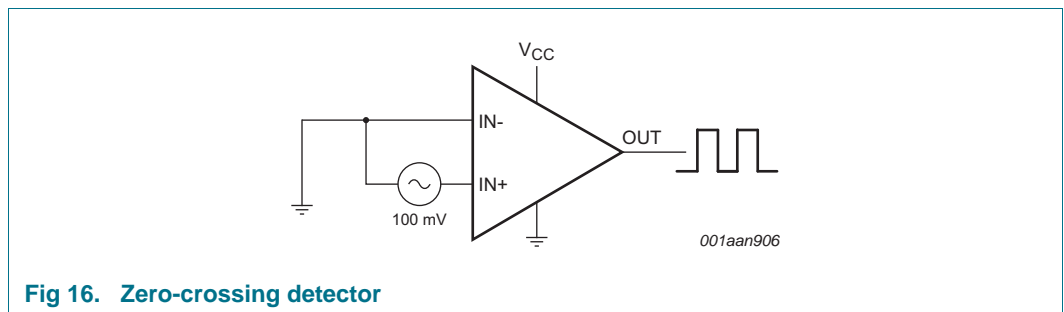 VCC
IN-
OUT
IN+
100 mV
001aan906
Fig 16. Zero-crossing detector